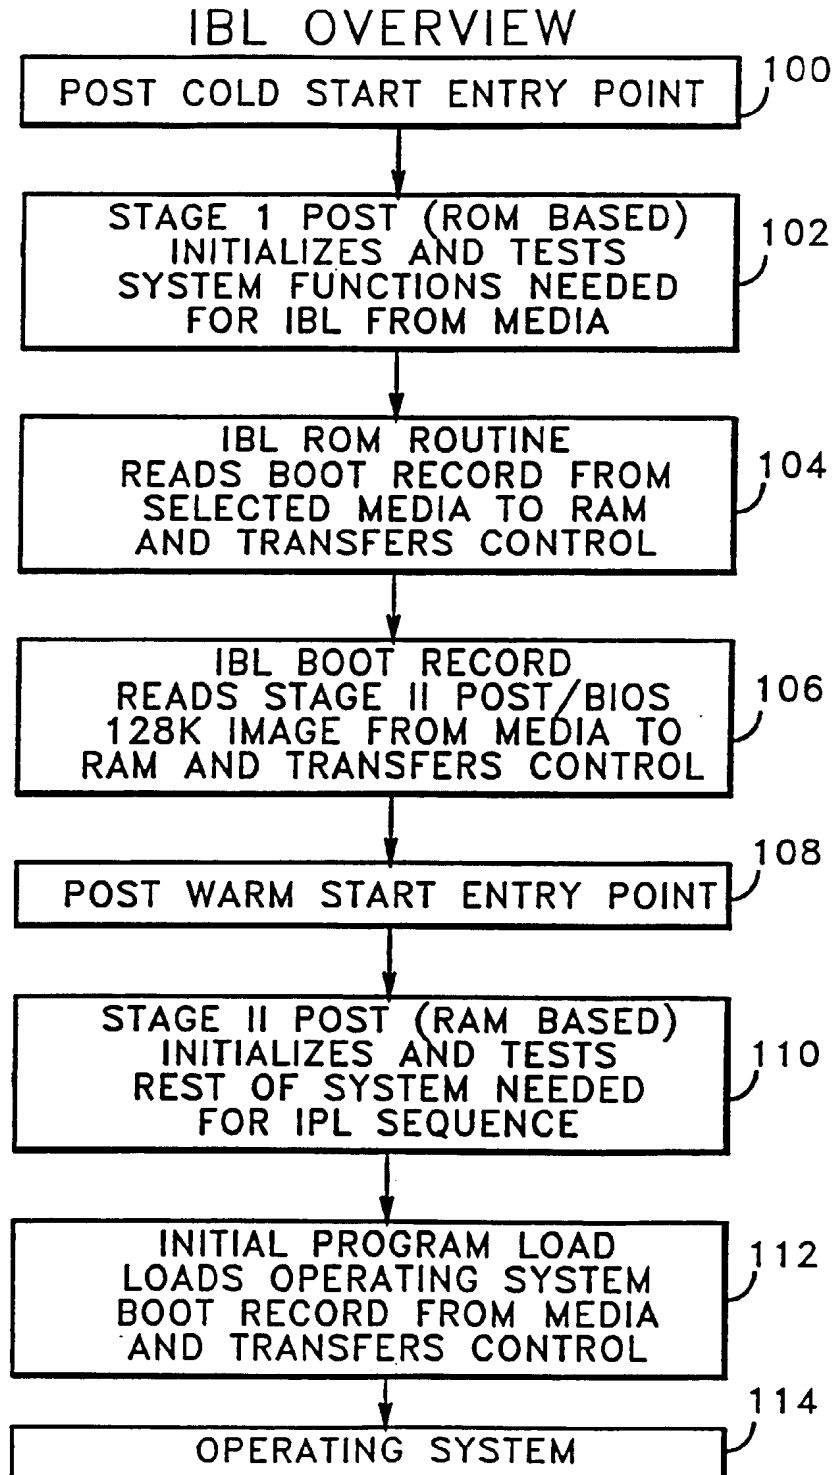 IBL OVERVIEW
POST COLD START ENTRY POINT
100
STAGE 1 POST (ROM BASED)
INITIALIZES AND TESTS
SYSTEM FUNCTIONS NEEDED
FOR IBL FROM MEDIA
102
IBL ROM ROUTINE
READS BOOT RECORD FROM
SELECTED MEDIA TO RAM
AND TRANSFERS CONTROL
104
IBL BOOT RECORD
READS STAGE II POST/BIOS
128K IMAGE FROM MEDIA TO
RAM AND TRANSFERS CONTROL
106
POST WARM START ENTRY POINT
108
STAGE II POST (RAM BASED)
INITIALIZES AND TESTS
REST OF SYSTEM NEEDED
FOR IPL SEQUENCE
110
INITIAL PROGRAM LOAD
LOADS OPERATING SYSTEM
BOOT RECORD FROM MEDIA
AND TRANSFERS CONTROL
112
OPERATING SYSTEM
114